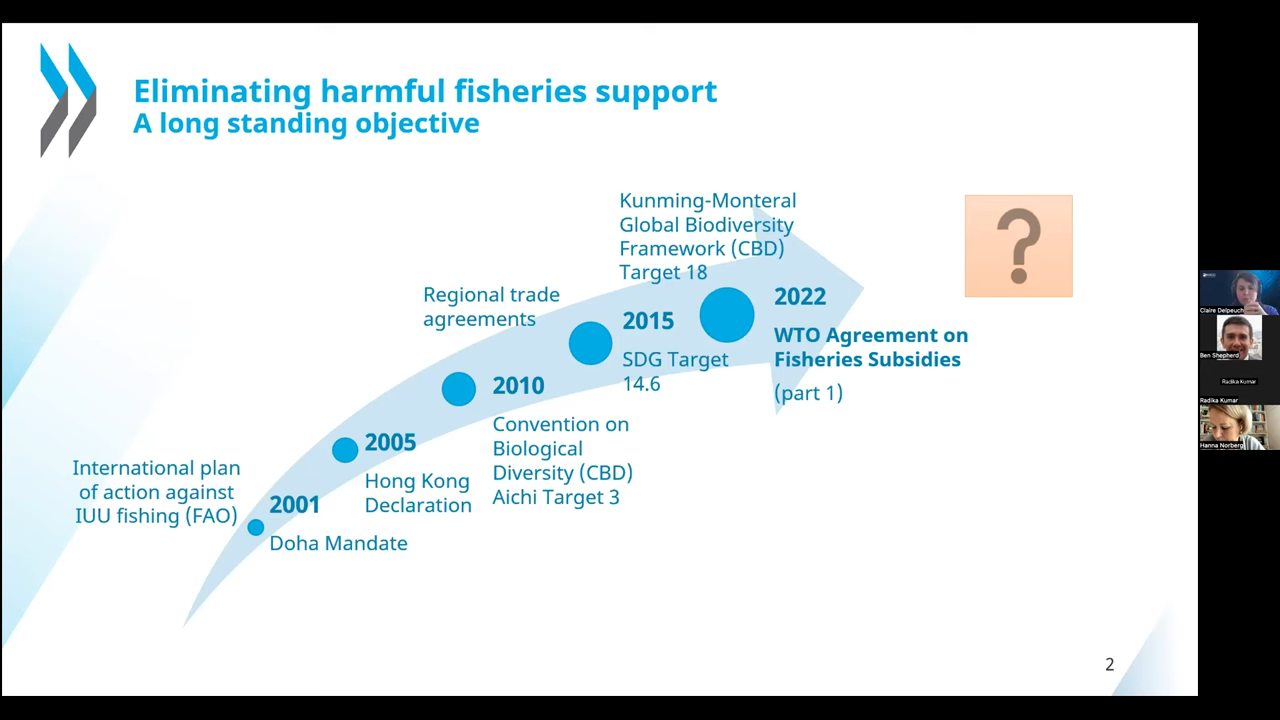 Eliminating harmful fisheries support
A long standing objective
Kunming-Monteral
Global Biodiversity
Framework (CBD)
Target 18
Regional trade
agreements
International plan
of action against
IUU fishing (FAO)
2001
Doha Mandate
2005
Hong Kong
Declaration
2010
Convention on
Biological
Diversity (CBD)
Aichi Target 3
2015
SDG Target
14.6
2022
WTO Agreement on
Fisheries Subsidies
(part 1)
?
2
Claire Delpeuch
Ben Shepherd
Radika Kumar
Radika Kumar
Hanna Norberg